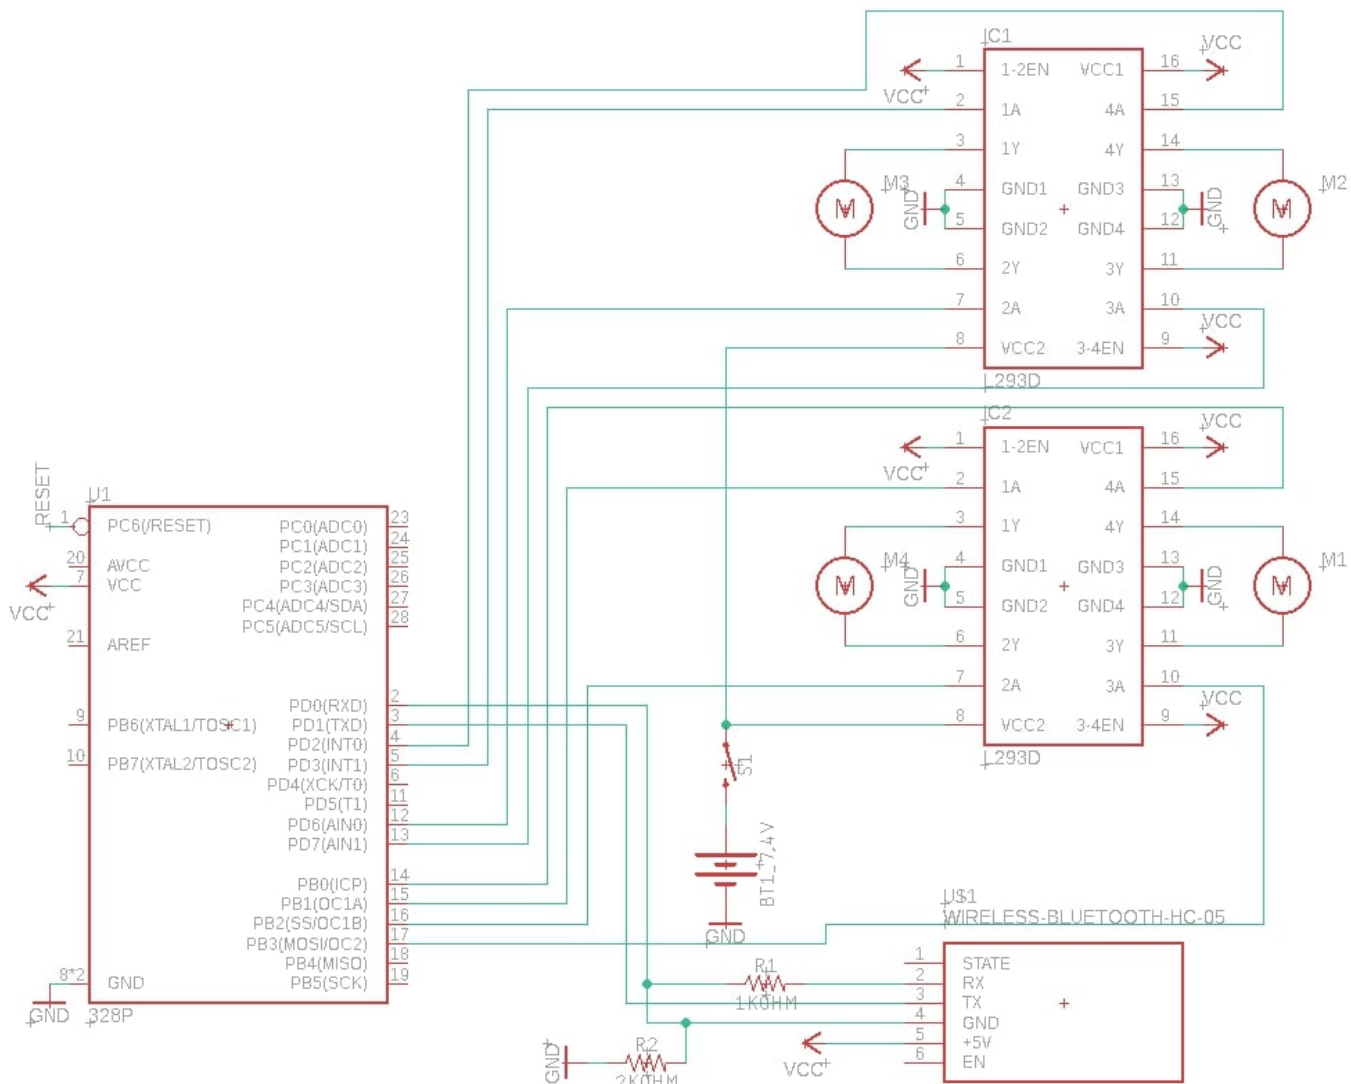 IC1
VCC
1 1-2EN VCC1 16
VCC
2 1A 4A 15
3 1Y 4Y 14
M3 4 GND1 GND3 13 M2
M GND GND M
5 GND2 GND4 12
6 2Y 3Y 11
7 2A 3A 10
VCC
8 VCC2 3-4EN 9
L293D
IC2
VCC
1 1-2EN VCC1 16
VCC
2 1A 4A 15
3 1Y 4Y 14
M4 4 GND1 GND3 13 M1
M GND GND M
5 GND2 GND4 12
6 2Y 3Y 11
7 2A 3A 10
VCC
8 VCC2 3-4EN 9
L293D
RESET
U1
1 PC6(/RESET) PC0(ADC0) 23
PC1(ADC1) 24
20 AVCC PC2(ADC2) 25
7 VCC PC3(ADC3) 26
VCC PC4(ADC4/SDA) 27
PC5(ADC5/SCL) 28
21 AREF
PD0(RXD) 2
9 PB6(XTAL1/TOSC1) PD1(TXD) 3
PD2(INT0) 4
10 PB7(XTAL2/TOSC2) PD3(INT1) 5
PD4(XCK/T0) 6
PD5(T1) 11
PD6(AIN0) 12
PD7(AIN1) 13
PB0(ICP) 14
PB1(OC1A) 15
PB2(SS/OC1B) 16
PB3(MOSI/OC2) 17
PB4(MISO) 18
8*2 GND PB5(SCK) 19
GND 328P
S1
BT1_7.4V
GND
U$1
WIRELESS-BLUETOOTH-HC-05
1 STATE
R1 2 RX
1KOHM 3 TX
4 GND
GND R2 VCC 5 +5V
2KOHM 6 EN